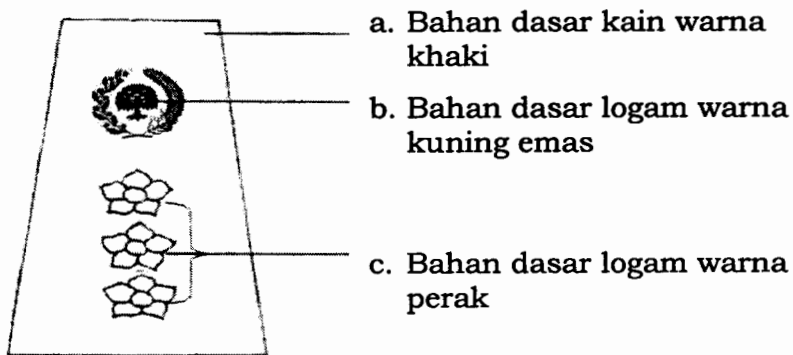 a. Bahan dasar kain warna
khaki
b. Bahan dasar logam warna
kuning emas
c. Bahan dasar logam warna
perak